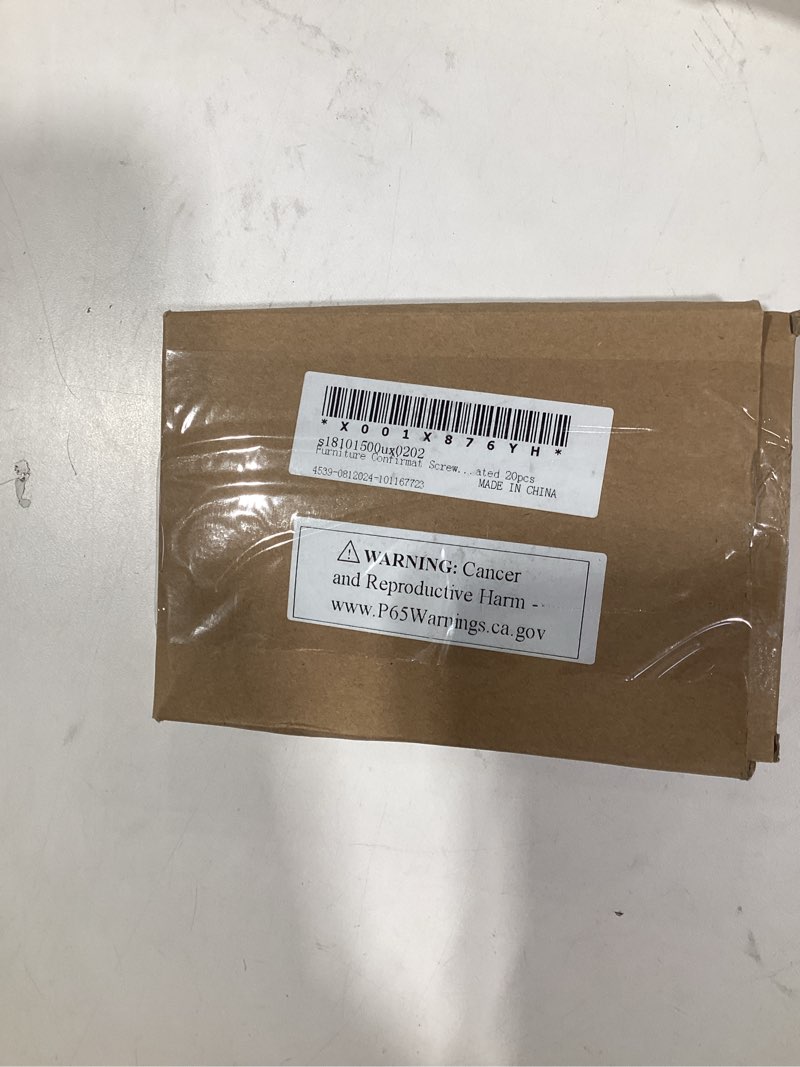 *X001X876YH*
s18101500ux0202
Furniture Confirmat Screw...ated 20pcs
4539-0812024-101167723 MADE IN CHINA
⚠ WARNING: Cancer
and Reproductive Harm -
www.P65Warnings.ca.gov